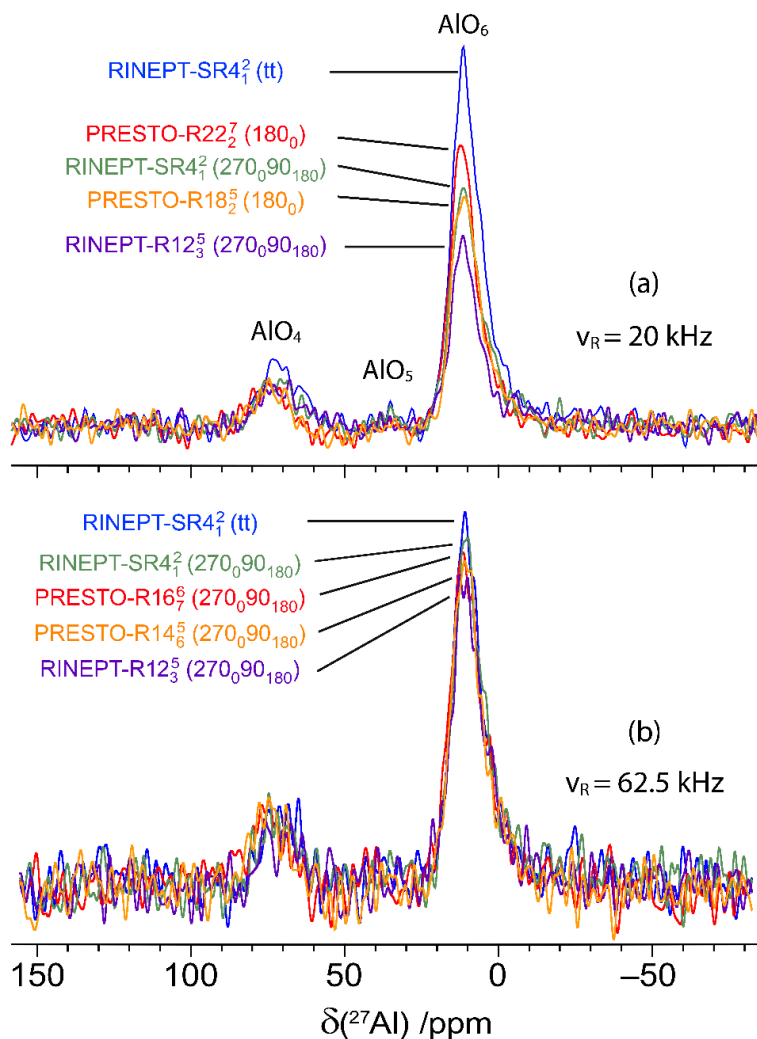 AlO₆
RINEPT-SR4₁² (tt)
PRESTO-R22₂⁷ (180₀)
RINEPT-SR4₁² (270₀90₁₈₀)
PRESTO-R18₂⁵ (180₀)
RINEPT-R12₃⁵ (270₀90₁₈₀)
(a)
AlO₄
AlO₅
ν_R = 20 kHz
RINEPT-SR4₁² (tt)
RINEPT-SR4₁² (270₀90₁₈₀)
PRESTO-R16₇⁶ (270₀90₁₈₀)
PRESTO-R14₆⁵ (270₀90₁₈₀)
RINEPT-R12₃⁵ (270₀90₁₈₀)
(b)
ν_R = 62.5 kHz
150 100 50 0 −50
δ(²⁷Al) /ppm